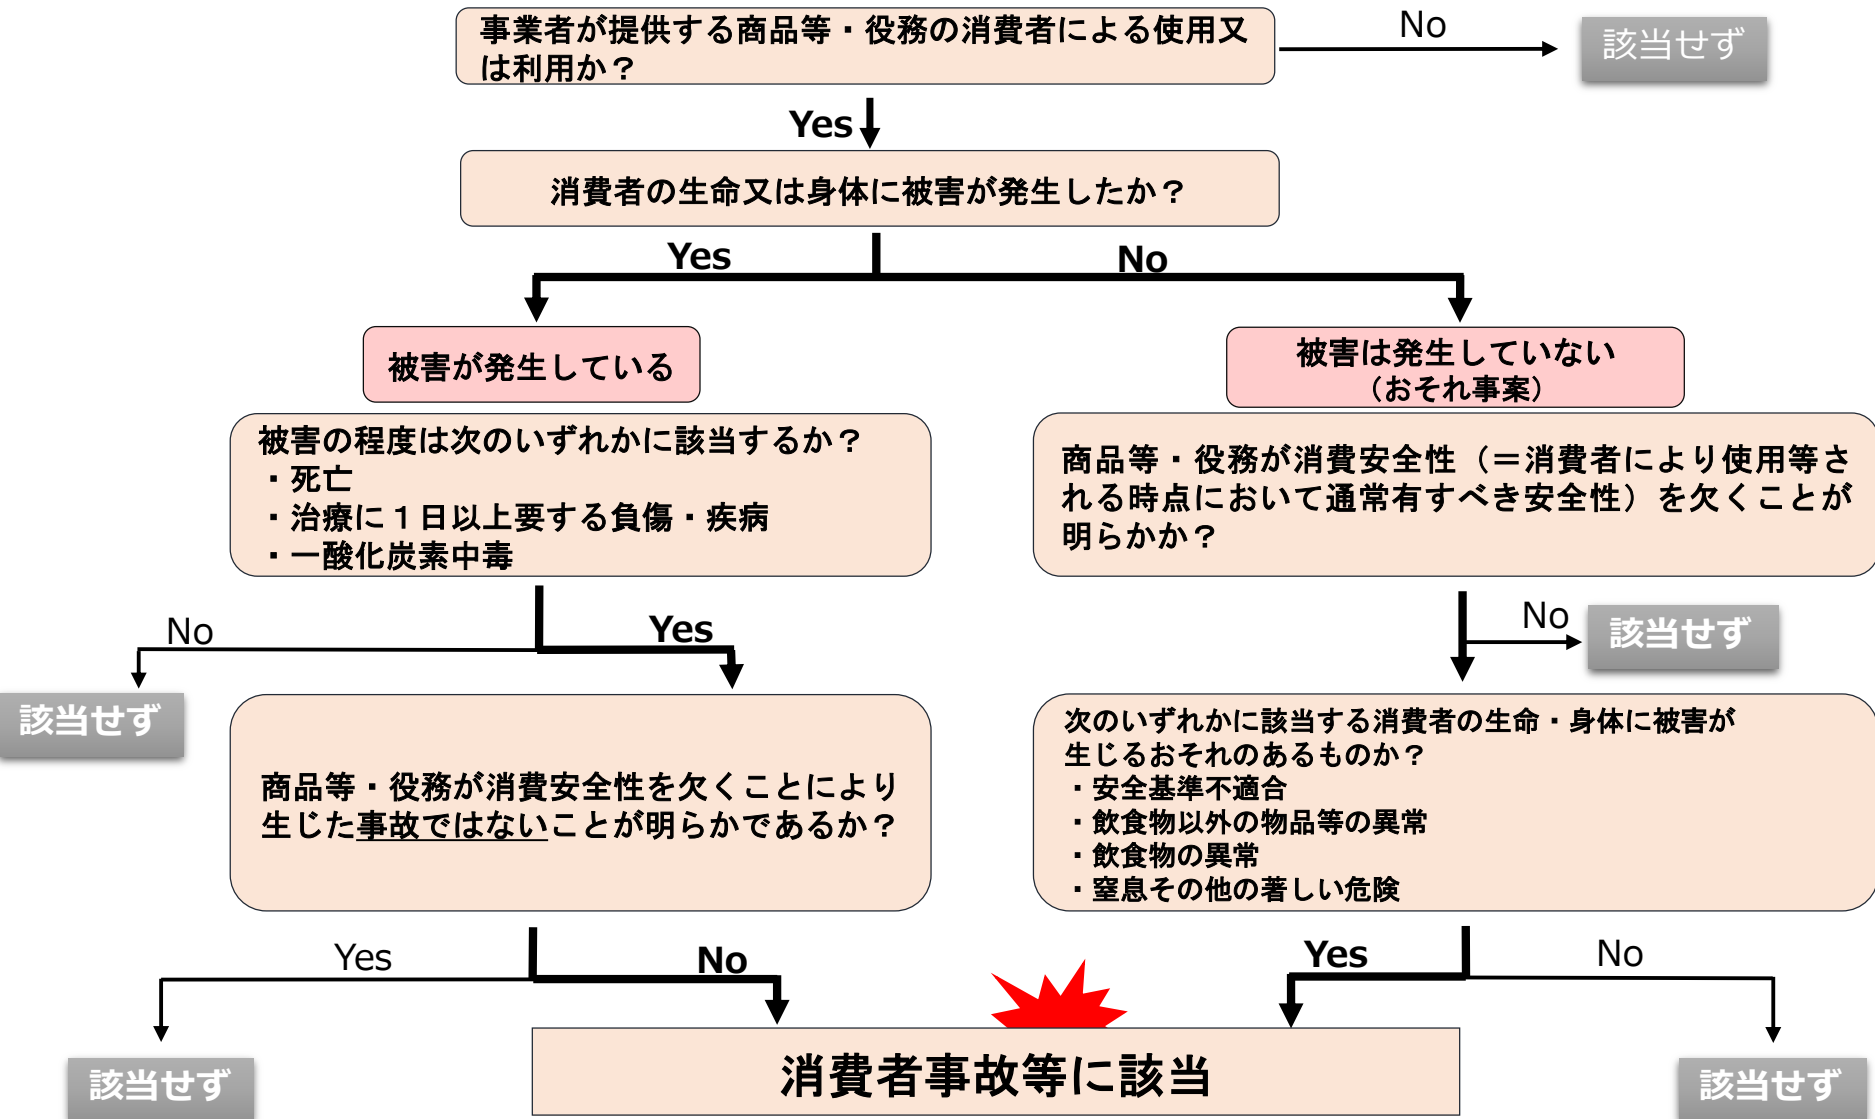 事業者が提供する商品等・役務の消費者による使用又
は利用か？
No
該当せず
Yes
消費者の生命又は身体に被害が発生したか？
Yes
No
被害が発生している
被害は発生していない
（おそれ事案）
被害の程度は次のいずれかに該当するか？
・死亡
・治療に１日以上要する負傷・疾病
・一酸化炭素中毒
商品等・役務が消費安全性（＝消費者により使用等さ
れる時点において通常有すべき安全性）を欠くことが
明らかか？
No
Yes
No
該当せず
該当せず
商品等・役務が消費安全性を欠くことにより
生じた事故ではないことが明らかであるか？
次のいずれかに該当する消費者の生命・身体に被害が
生じるおそれのあるものか？
・安全基準不適合
・飲食物以外の物品等の異常
・飲食物の異常
・窒息その他の著しい危険
Yes
No
Yes
No
該当せず
消費者事故等に該当
該当せず